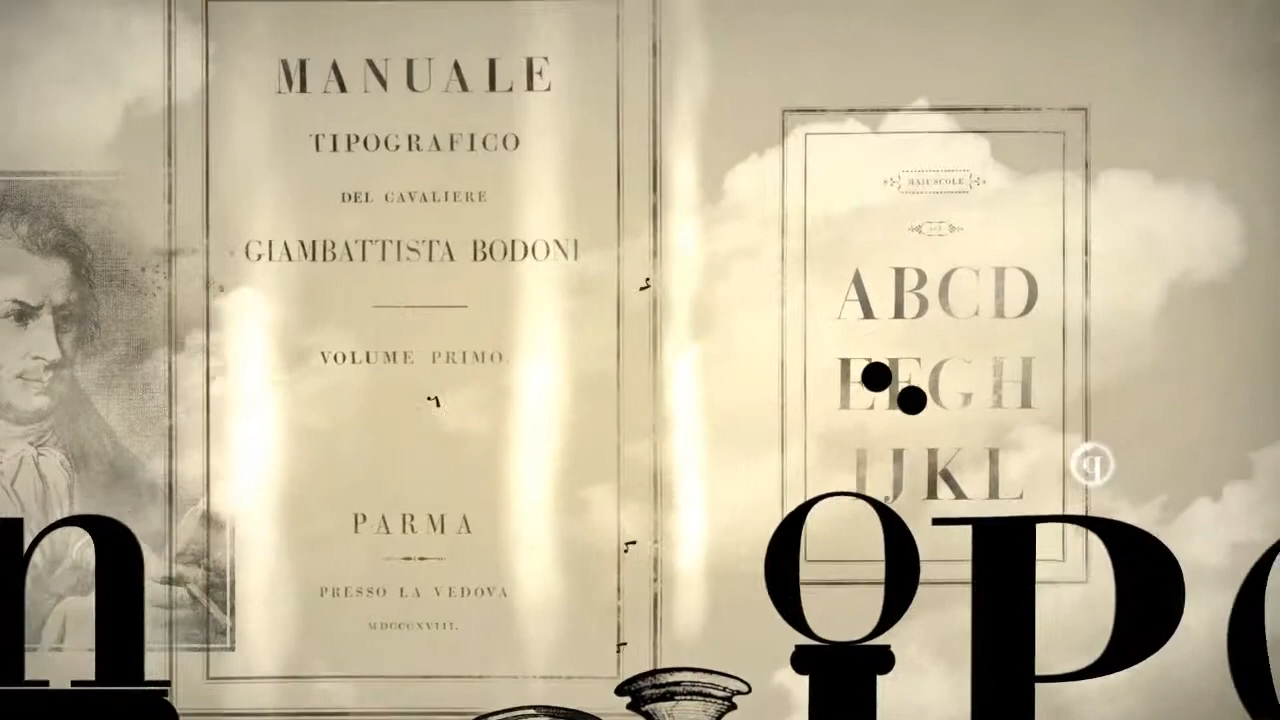 MANUALE
TIPOGRAFICO
DEL CAVALIERE
GIAMBATTISTA BODONI
VOLUME PRIMO.
PARMA
PRESSO LA VEDOVA
MDCCCXVIII.
MAIUSCOLE
ABCD
EFGH
IJKL
q
n
O P